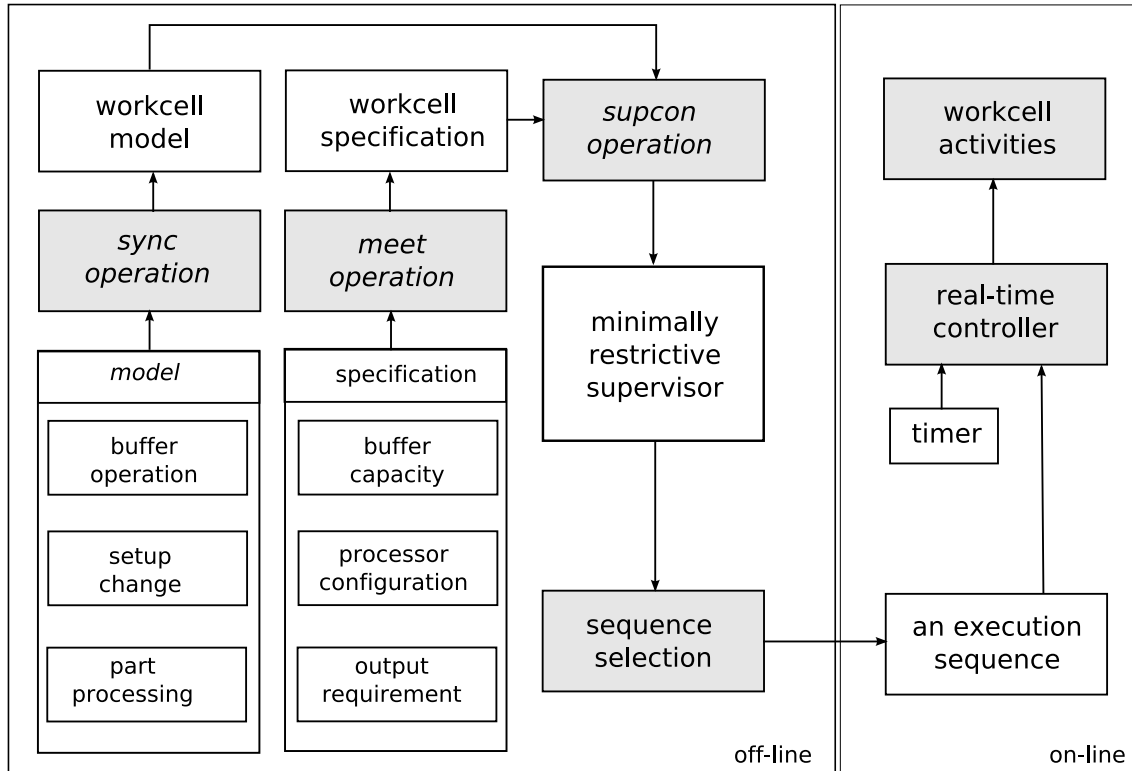 workcell
model
workcell
specification
supcon
operation
workcell
activities
sync
operation
meet
operation
minimally
restrictive
supervisor
real-time
controller
model
specification
timer
buffer
operation
buffer
capacity
setup
change
processor
configuration
sequence
selection
an execution
sequence
part
processing
output
requirement
off-line
on-line